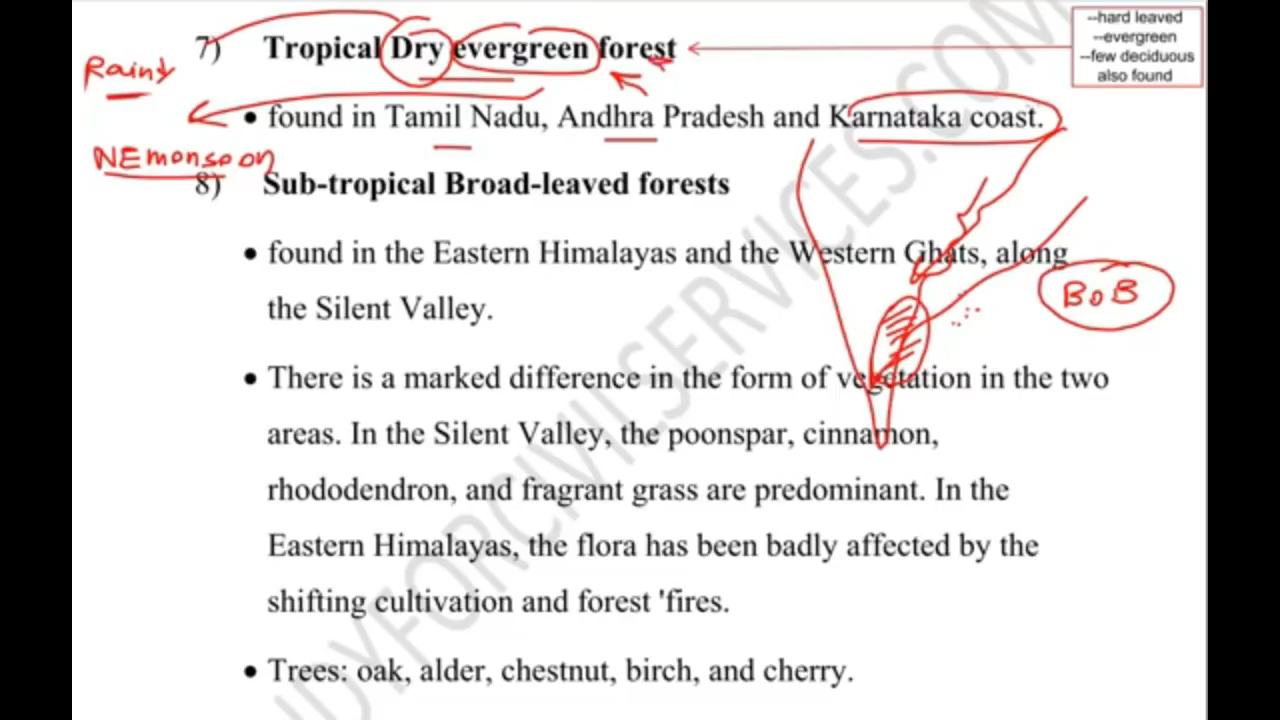 --hard leaved
--evergreen
--few deciduous
also found
7) Tropical Dry evergreen forest
Rainy
• found in Tamil Nadu, Andhra Pradesh and Karnataka coast.
NE monsoon
8) Sub-tropical Broad-leaved forests
• found in the Eastern Himalayas and the Western Ghats, along
the Silent Valley.
BoB
• There is a marked difference in the form of vegetation in the two
areas. In the Silent Valley, the poonspar, cinnamon,
rhododendron, and fragrant grass are predominant. In the
Eastern Himalayas, the flora has been badly affected by the
shifting cultivation and forest 'fires.
• Trees: oak, alder, chestnut, birch, and cherry.
UDYFORCIVILSERVICES.COM